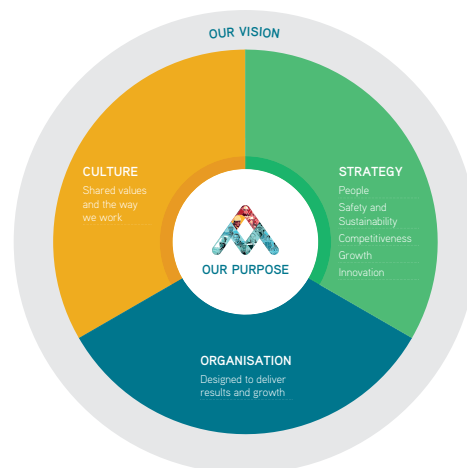 OUR VISION
CULTURE
Shared values
and the way
we work
STRATEGY
People
Safety and
Sustainability
Competitiveness
Growth
Innovation
OUR PURPOSE
ORGANISATION
Designed to deliver
results and growth